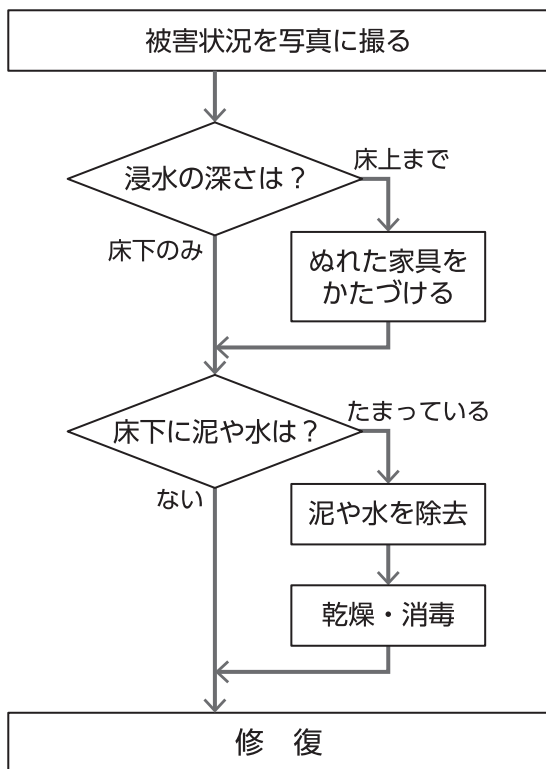 被害状況を写真に撮る
浸水の深さは？
床上まで
床下のみ
ぬれた家具を
かたづける
床下に泥や水は？
たまっている
ない
泥や水を除去
乾燥・消毒
修　復